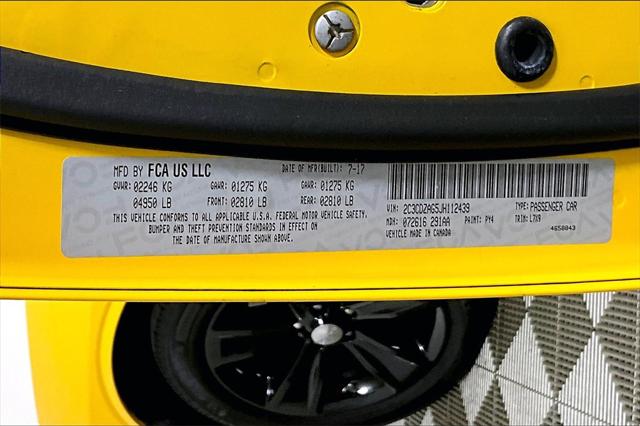 MFD BY FCA US LLC DATE OF MFR(BUILT) 7-17
GVWR: 02246 KG GAWR: 01275 KG GAWR: 01275 KG
04950 LB FRONT: 02810 LB REAR: 02810 LB
THIS VEHICLE CONFORMS TO ALL APPLICABLE U.S.A. FEDERAL MOTOR VEHICLE SAFETY,
BUMPER AND THEFT PREVENTION STANDARDS IN EFFECT ON
THE DATE OF MANUFACTURE SHOWN ABOVE.
VIN: 2C3CDZAG5JH112439 TYPE: PASSENGER CAR
MDH: 072616 291AA PAINT: PY4 TRIM: L7X9
VEHICLE MADE IN CANADA 4658843